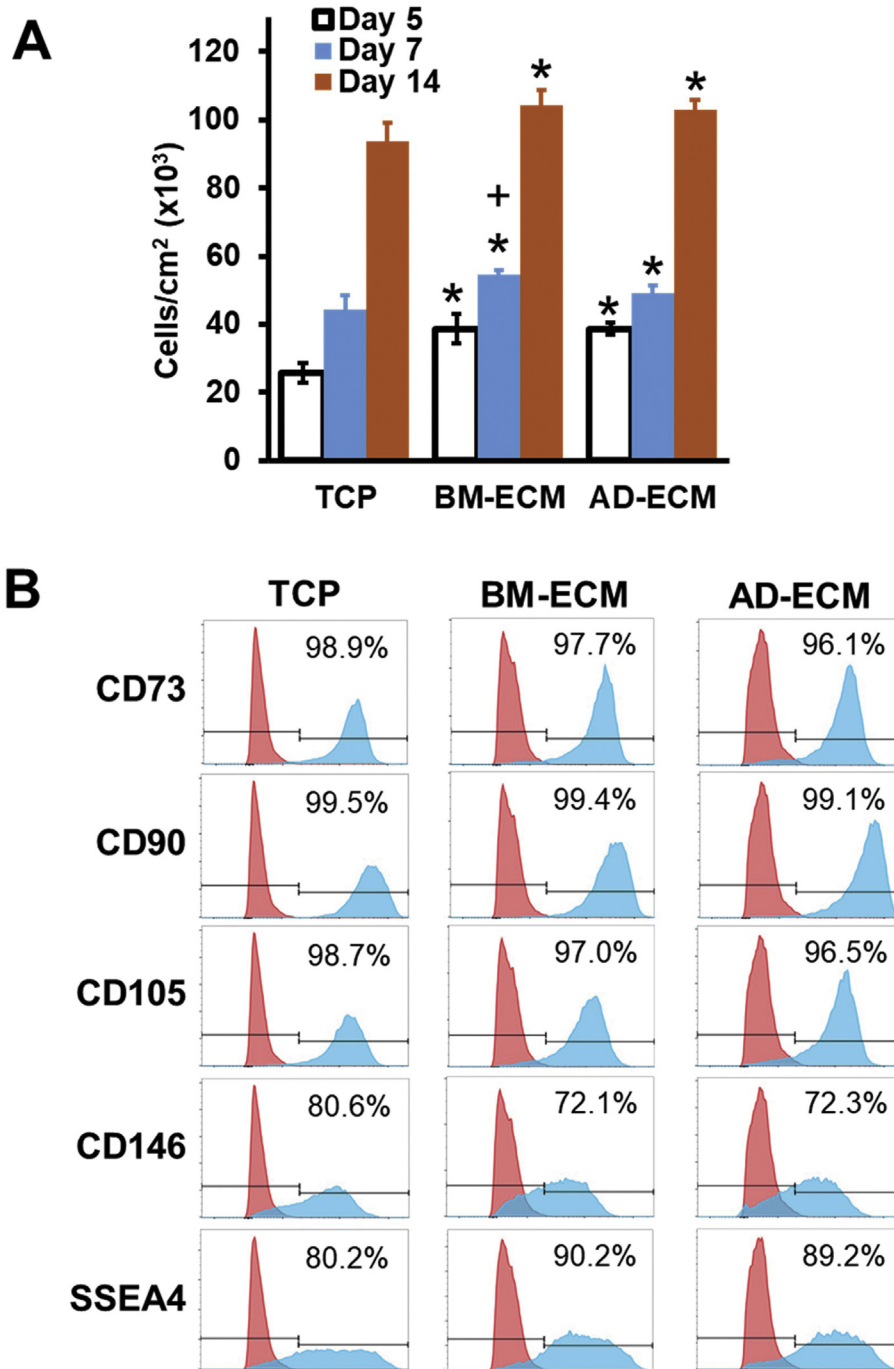 A
Day 5
Day 7
Day 14
Cells/cm² (x10³)
120
100
80
60
40
20
0
* *
+
* *
* *
TCP BM-ECM AD-ECM
B
TCP BM-ECM AD-ECM
CD73 98.9% 97.7% 96.1%
CD90 99.5% 99.4% 99.1%
CD105 98.7% 97.0% 96.5%
CD146 80.6% 72.1% 72.3%
SSEA4 80.2% 90.2% 89.2%